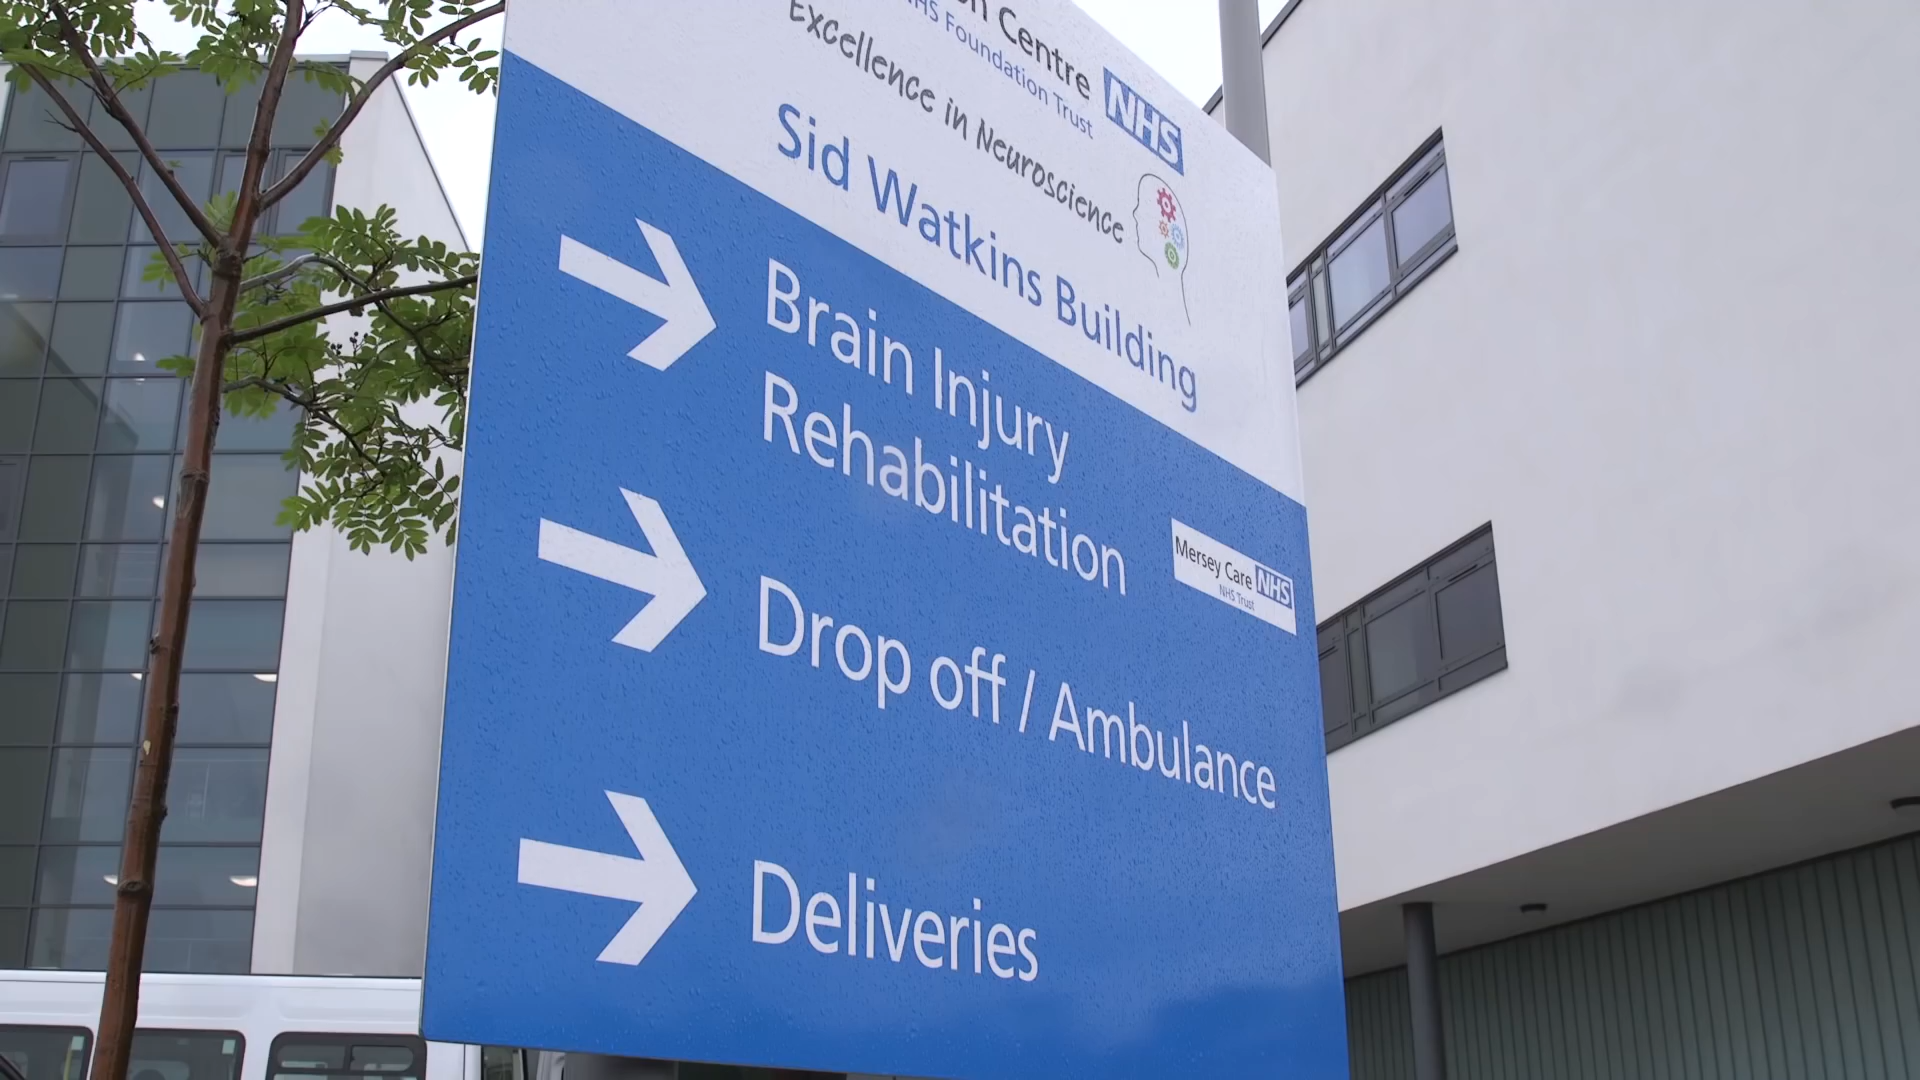 Centre
NHS
NHS Foundation Trust
Excellence in Neuroscience
Sid Watkins Building
Brain Injury
Rehabilitation
Mersey Care NHS
NHS Trust
Drop off / Ambulance
Deliveries